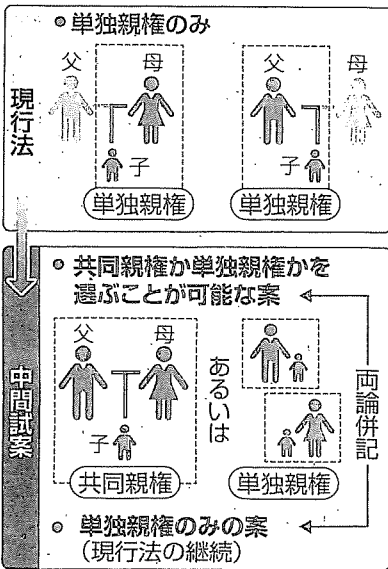 現行法
● 単独親権のみ
父
母
子
単独親権
父
母
子
単独親権
中間試案
● 共同親権か単独親権かを
選ぶことが可能な案
父
母
子
共同親権
あるいは
単独親権
両論併記
● 単独親権のみの案
(現行法の継続)